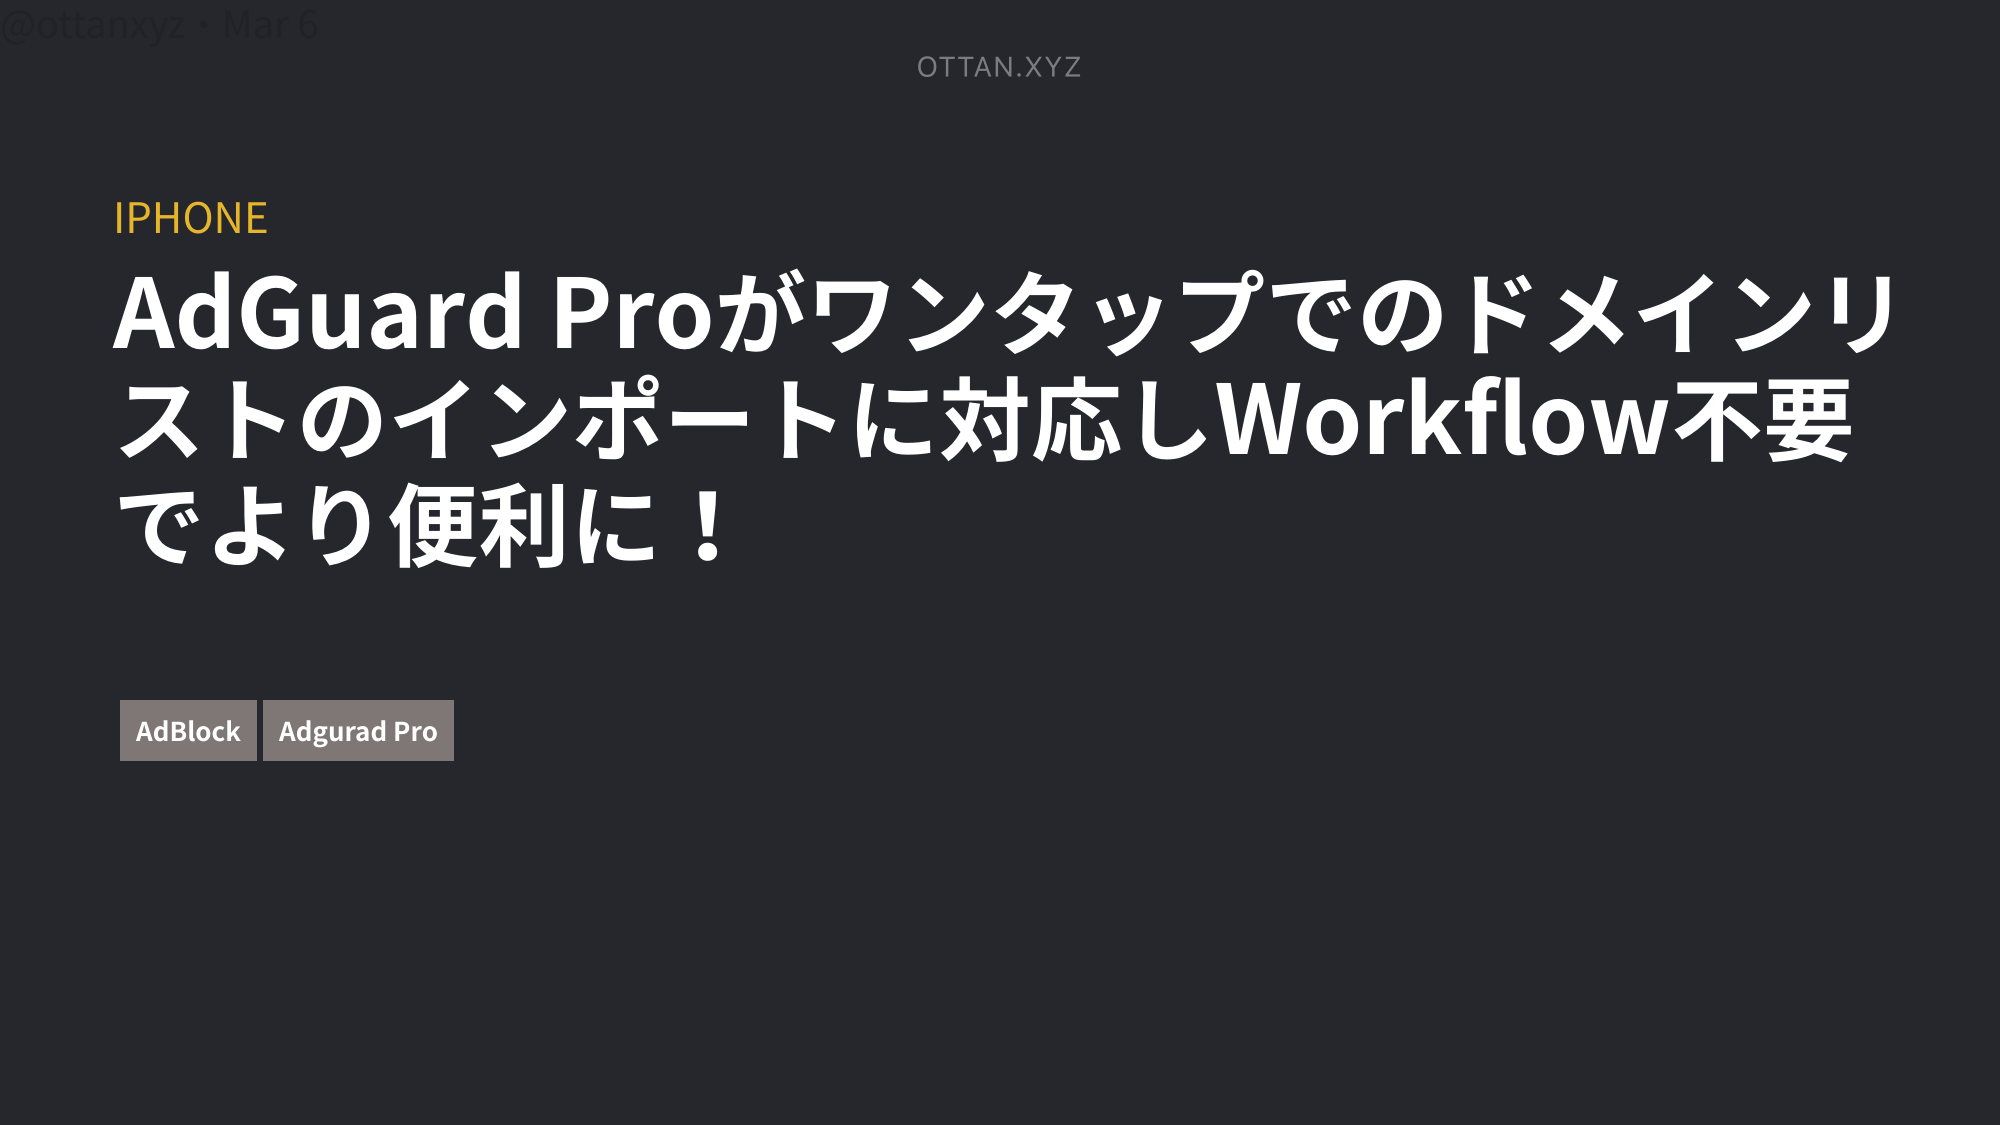 @ottanxyz・Mar 6
OTTAN.XYZ
IPHONE
AdGuard Proがワンタップでのドメインリ
ストのインポートに対応しWorkflow不要
でより便利に！
AdBlock
Adgurad Pro